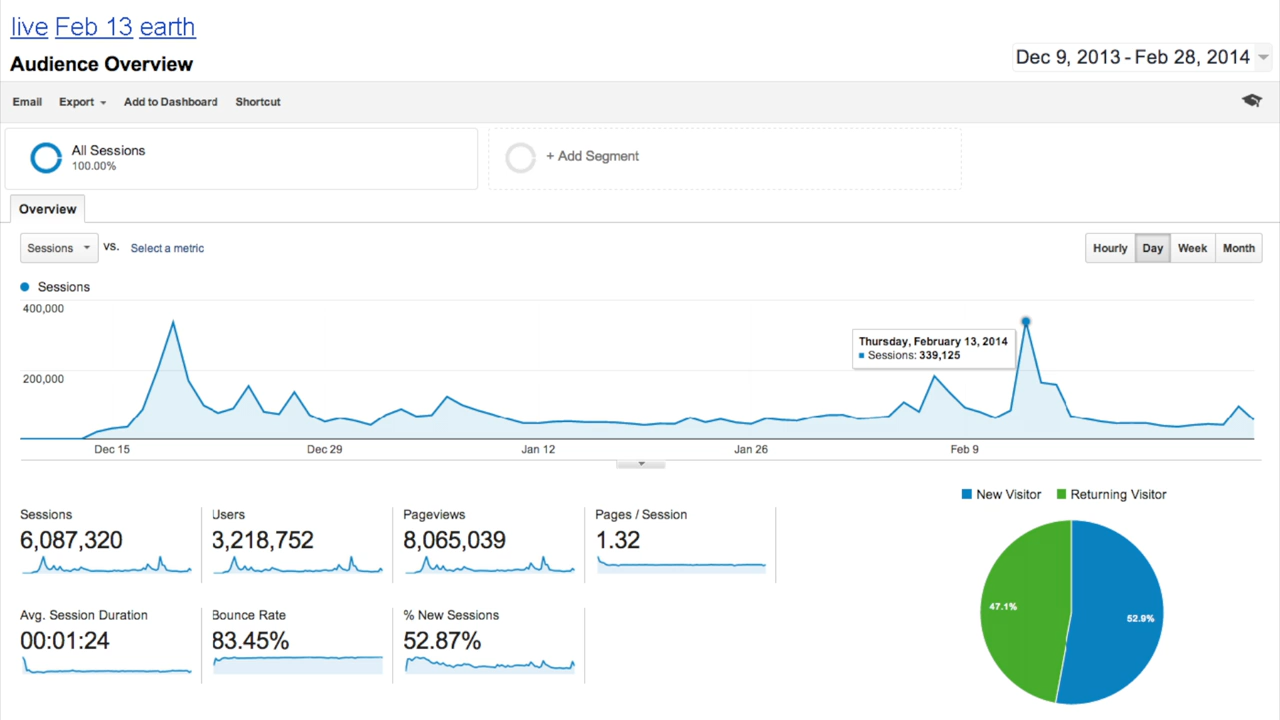 live Feb 13 earth
Audience Overview
Dec 9, 2013 - Feb 28, 2014
Email Export Add to Dashboard Shortcut
All Sessions
100.00%
+ Add Segment
Overview
Sessions vs. Select a metric
Hourly Day Week Month
Sessions
400,000
200,000
Thursday, February 13, 2014
Sessions: 339,125
Dec 15 Dec 29 Jan 12 Jan 26 Feb 9
New Visitor Returning Visitor
Sessions Users Pageviews Pages / Session
6,087,320 3,218,752 8,065,039 1.32
47.1%
52.9%
Avg. Session Duration Bounce Rate % New Sessions
00:01:24 83.45% 52.87%